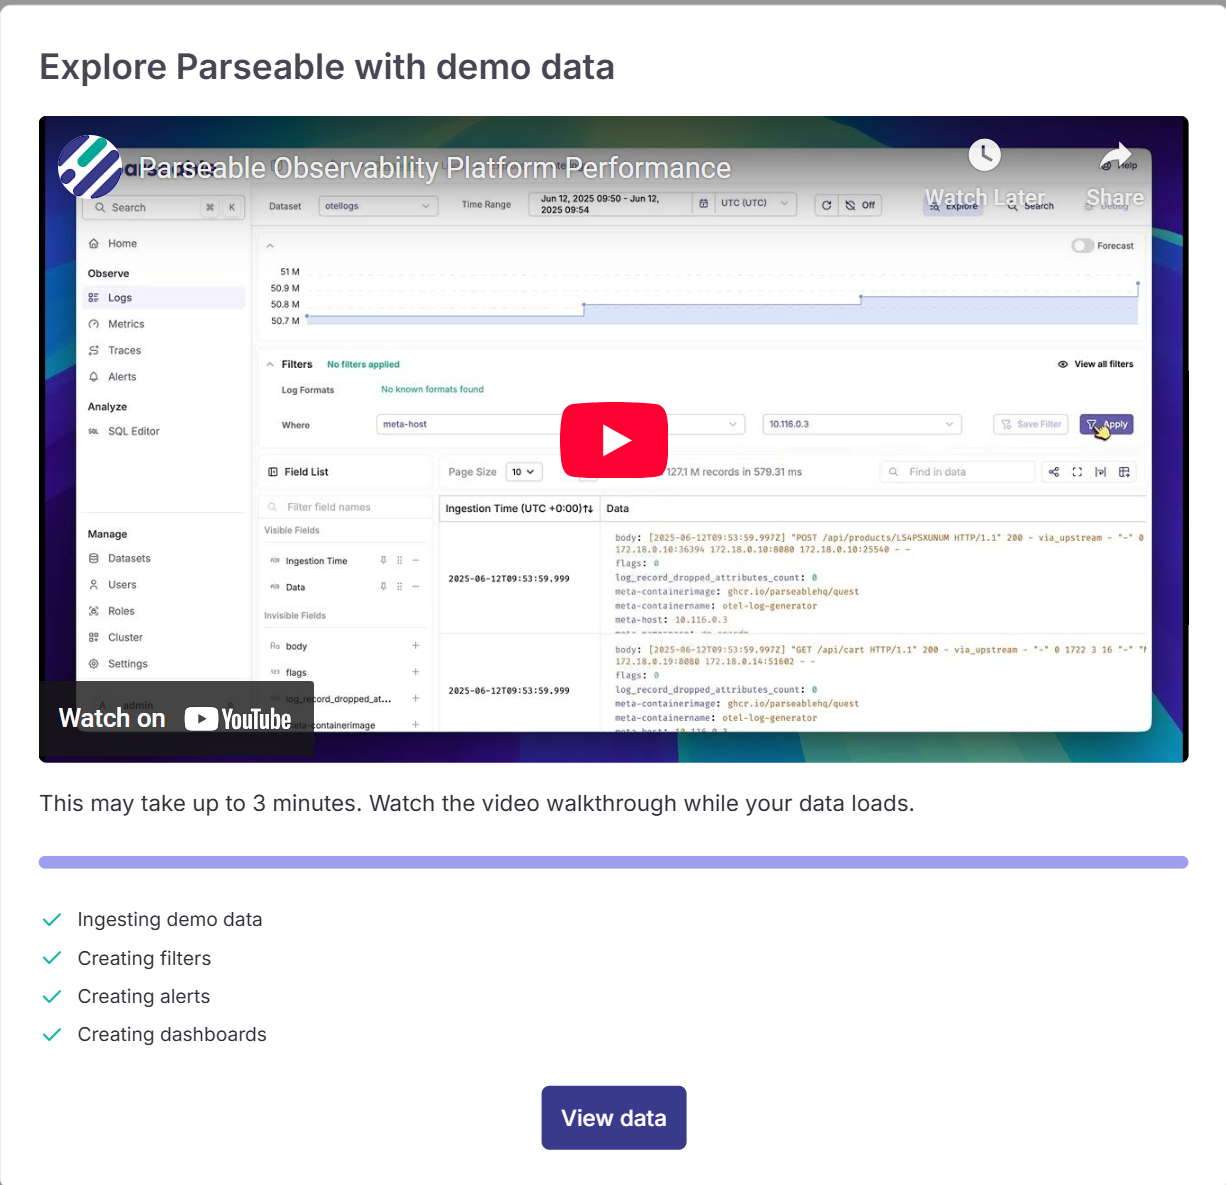 Explore Parseable with demo data
Parseable Observability Platform Performance
Watch Later
Share
Help
Search ⌘ K
Dataset
otellogs
Time Range
Jun 12, 2025 09:50 - Jun 12,
2025 09:54
UTC (UTC)
Off
Explore
Search
Debug
Home
Observe
Logs
Metrics
Traces
Alerts
Analyze
SQL SQL Editor
Manage
Datasets
Users
Roles
Cluster
Settings
admin
Forecast
51 M
50.9 M
50.8 M
50.7 M
Filters No filters applied
View all filters
Log Formats No known formats found
Where meta-host 10.116.0.3
Save Filter
Apply
Field List
Page Size 10
127.1 M records in 579.31 ms
Find in data
Filter field names
Visible Fields
Ingestion Time
Data
Invisible Fields
body
flags
log_record_dropped_at...
meta-containerimage
Ingestion Time (UTC +0:00) Data
2025-06-12T09:53:59.999
body: [2025-06-12T09:53:59.997Z] "POST /api/products/LS4PSXUNUM HTTP/1.1" 200 - via_upstream - "-" 0
172.18.0.10:36394 172.18.0.10:8080 172.18.0.10:25540 - -
flags: 0
log_record_dropped_attributes_count: 0
meta-containerimage: ghcr.io/parseablehq/quest
meta-containername: otel-log-generator
meta-host: 10.116.0.3
2025-06-12T09:53:59.999
body: [2025-06-12T09:53:59.997Z] "GET /api/cart HTTP/1.1" 200 - via_upstream - "-" 0 1722 3 16 "-"
172.18.0.19:8080 172.18.0.14:51602 - -
flags: 0
log_record_dropped_attributes_count: 0
meta-containerimage: ghcr.io/parseablehq/quest
meta-containername: otel-log-generator
meta-host: 10.116.0.3
Watch on YouTube
This may take up to 3 minutes. Watch the video walkthrough while your data loads.
Ingesting demo data
Creating filters
Creating alerts
Creating dashboards
View data